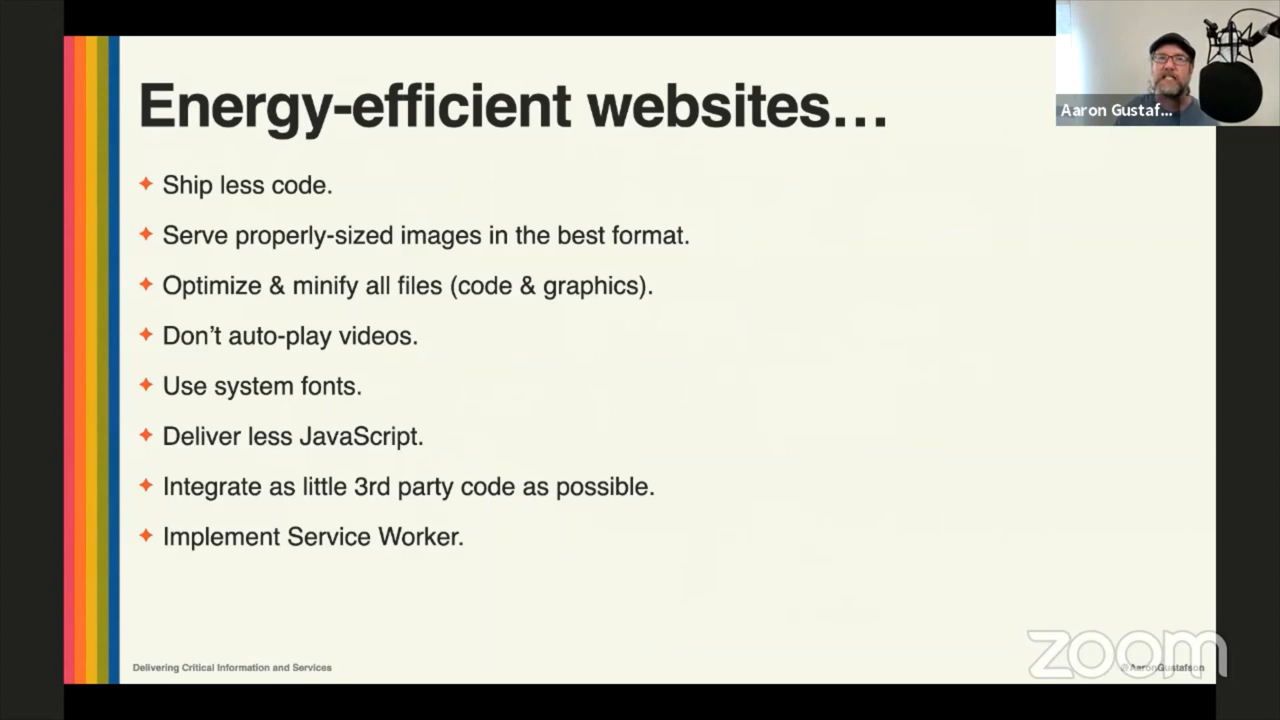 Energy-efficient websites…
Aaron Gustaf...
✦ Ship less code.
✦ Serve properly-sized images in the best format.
✦ Optimize & minify all files (code & graphics).
✦ Don’t auto-play videos.
✦ Use system fonts.
✦ Deliver less JavaScript.
✦ Integrate as little 3rd party code as possible.
✦ Implement Service Worker.
Delivering Critical Information and Services
@AaronGustafson
zoom